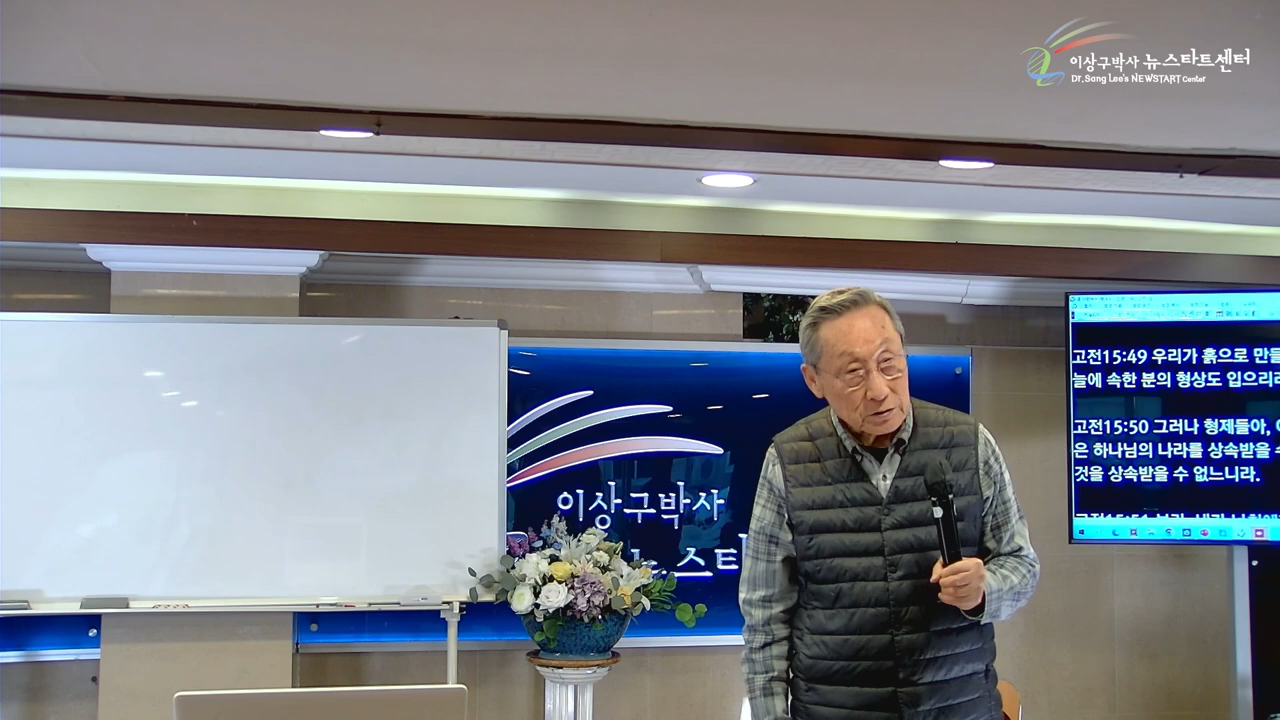 이상구박사 뉴스타트센터
Dr. Sang Lee's NEWSTART Center
고전15:49 우리가 흙으로 만들
늘에 속한 분의 형상도 입으리라
고전15:50 그러나 형제들아,
은 하나님의 나라를 상속받을 수
것을 상속받을 수 없느니라.
이상구박사
뉴스타